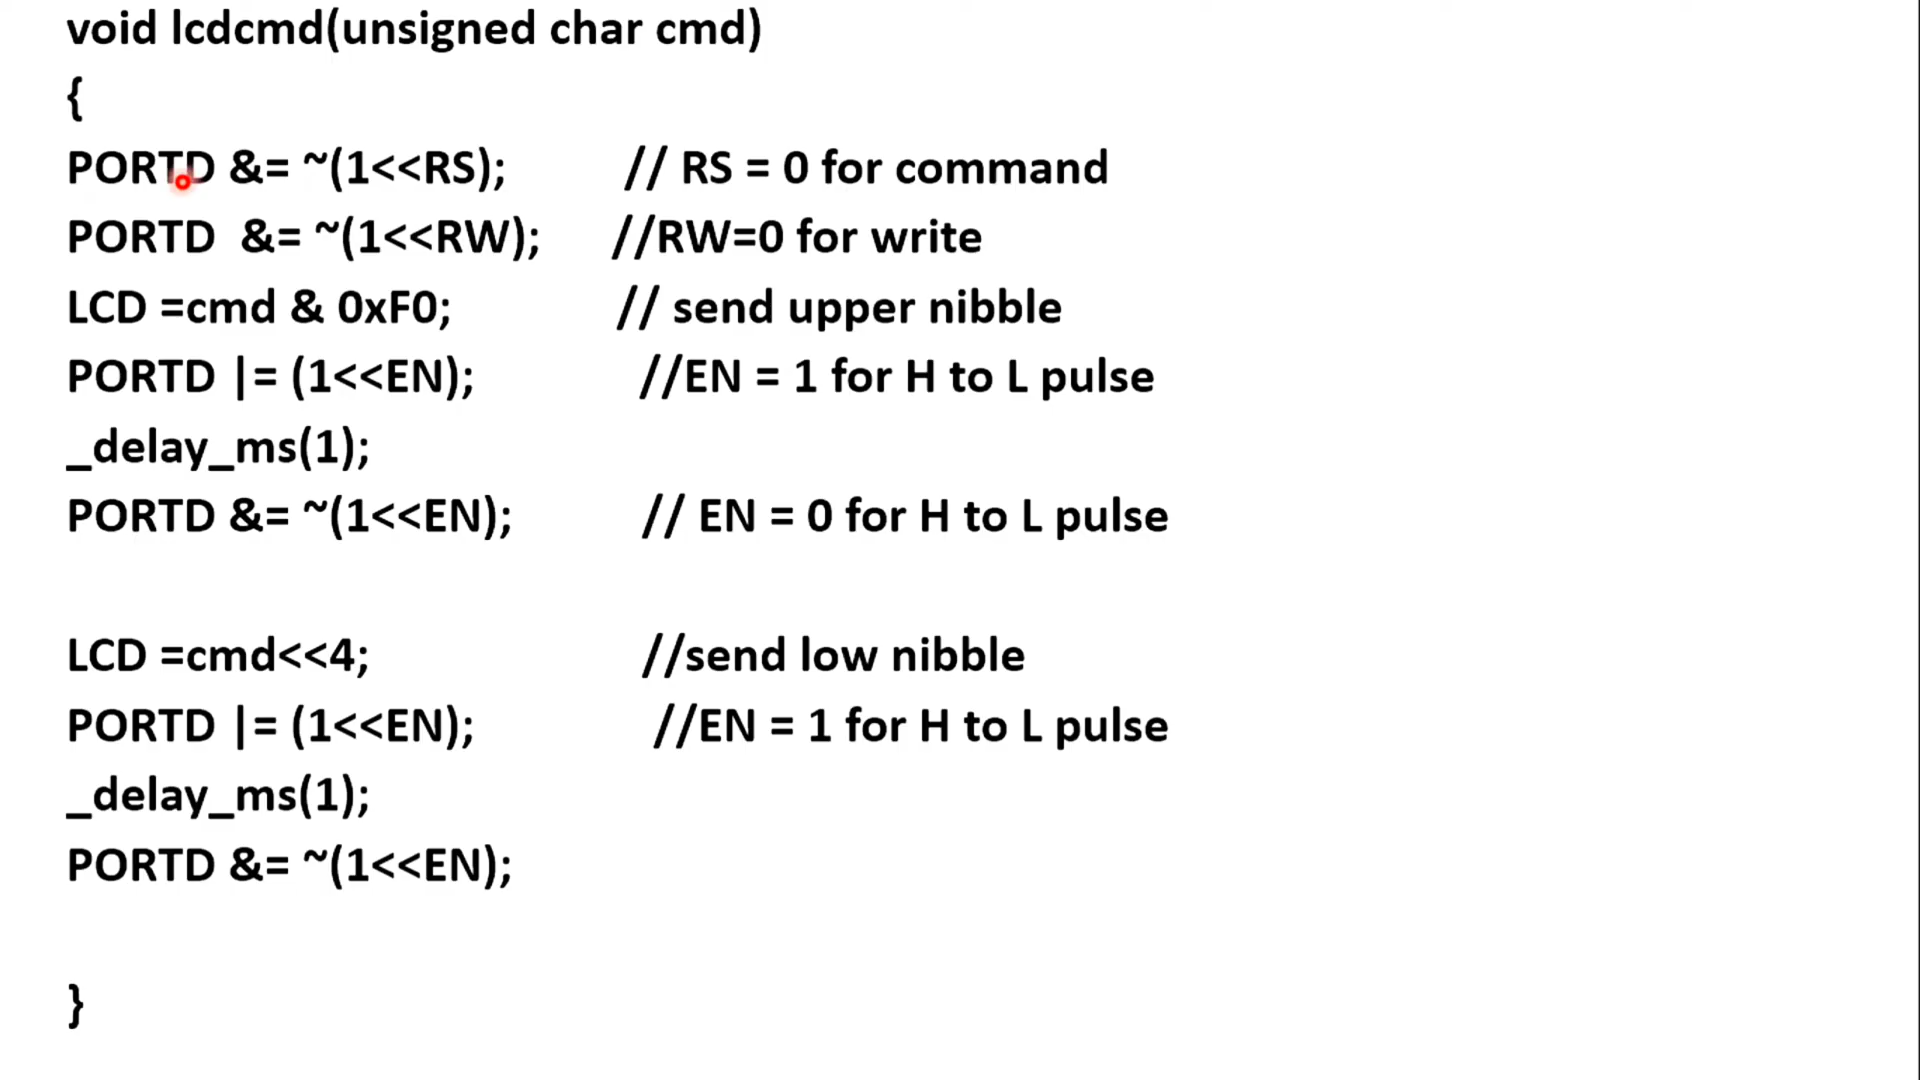 void lcdcmd(unsigned char cmd)
{
PORTD &= ~(1<<RS); // RS = 0 for command
PORTD &= ~(1<<RW); //RW=0 for write
LCD =cmd & 0xF0; // send upper nibble
PORTD |= (1<<EN); //EN = 1 for H to L pulse
_delay_ms(1);
PORTD &= ~(1<<EN); // EN = 0 for H to L pulse
LCD =cmd<<4; //send low nibble
PORTD |= (1<<EN); //EN = 1 for H to L pulse
_delay_ms(1);
PORTD &= ~(1<<EN);
}